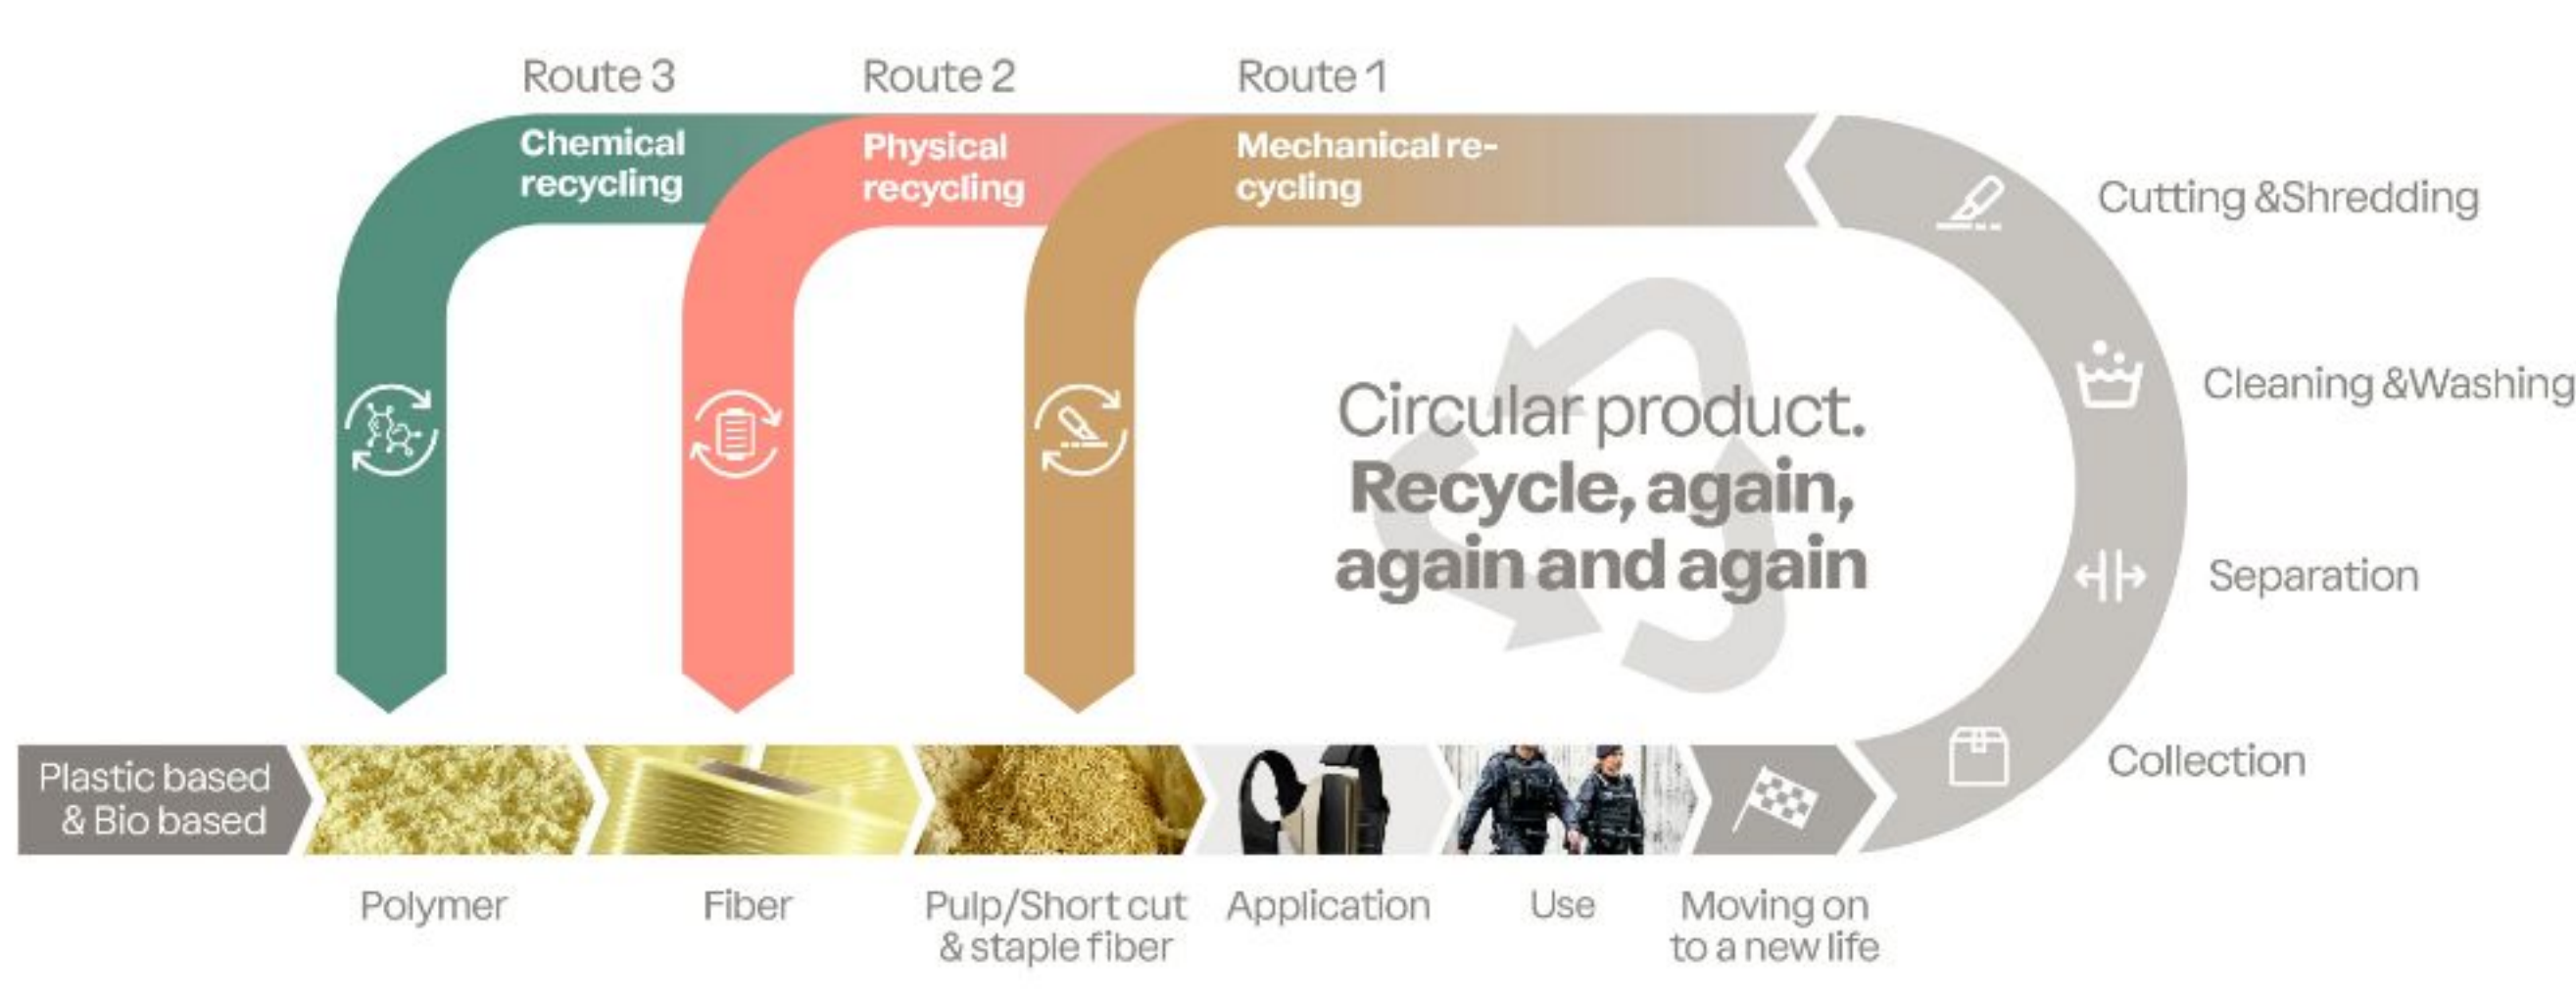 Route 3
Route 2
Route 1
Chemical
recycling
Physical
recycling
Mechanical re-
cycling
Cutting &Shredding
Cleaning &Washing
Separation
Collection
Circular product.
Recycle, again,
again and again
Plastic based
& Bio based
Polymer
Fiber
Pulp/Short cut
& staple fiber
Application
Use
Moving on
to a new life